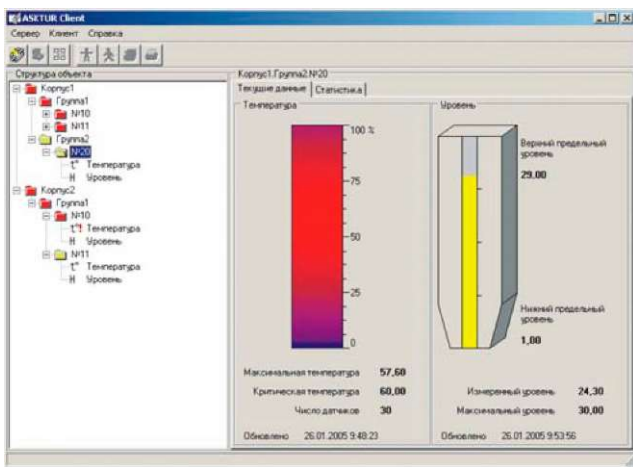 ASKTUR Client
Сервер Клиент Справка
Структура объекта
Корпус1
Группа1
№10
№11
Группа2
№20
t° Температура
H Уровень
Корпус2
Группа1
№10
t°! Температура
H Уровень
№11
t° Температура
H Уровень
Корпус1.Группа2.№20
Текущие данные Статистика
Температура
100 %
75
50
25
0
Максимальная температура 57,60
Критическая температура 60,00
Число датчиков 30
Обновлено 26.01.2005 9:48:23
Уровень
Верхний предельный
уровень
29,00
Нижний предельный
уровень
1,00
Измеренный уровень 24,30
Максимальный уровень 30,00
Обновлено 26.01.2005 9:53:56